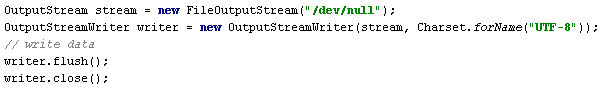 OutputStream stream = new FileOutputStream("/dev/null");
OutputStreamWriter writer = new OutputStreamWriter(stream, Charset.forName("UTF-8"));
// write data
writer.flush();
writer.close();